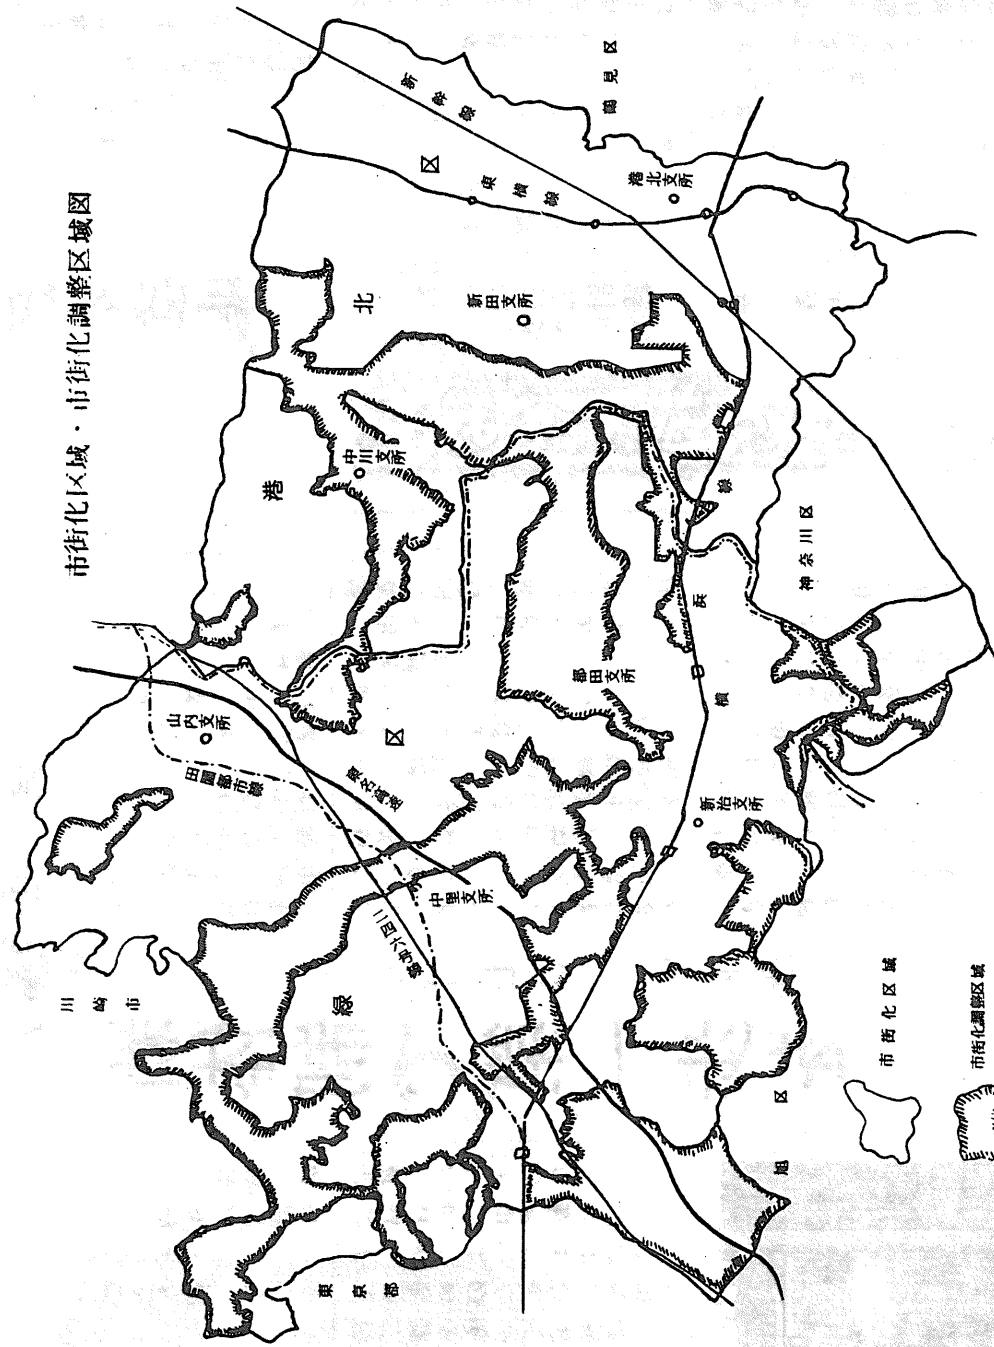 市街化区域・市街化調整区域図
新幹線
鶴見区
東横線
港北支所
港北区
新田支所
中川支所
神奈川区
横浜線
都田支所
山内支所
田園都市線
東名高速
新治支所
中里支所
二四六号線
緑区
川崎市
東京都
旭区
市街化区域
市街化調整区域